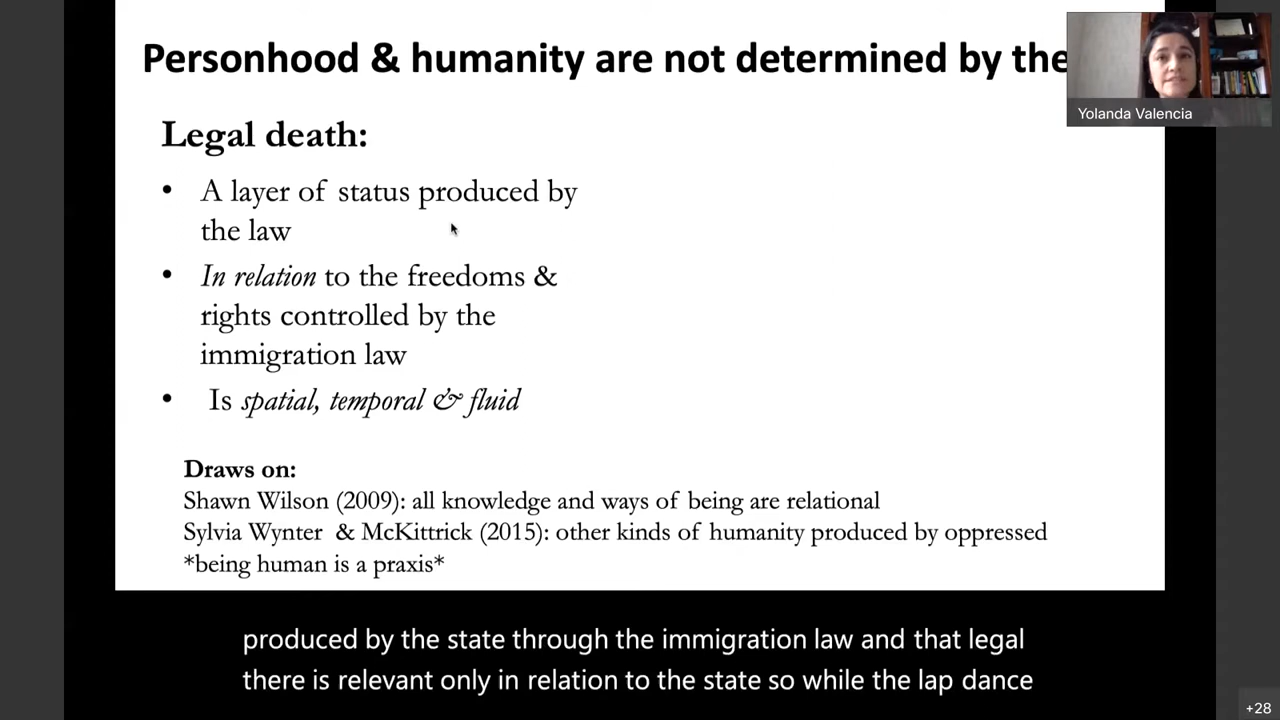 Personhood & humanity are not determined by the
Yolanda Valencia
Legal death:
• A layer of status produced by
the law
• In relation to the freedoms &
rights controlled by the
immigration law
• Is spatial, temporal & fluid
Draws on:
Shawn Wilson (2009): all knowledge and ways of being are relational
Sylvia Wynter & McKittrick (2015): other kinds of humanity produced by oppressed
*being human is a praxis*
produced by the state through the immigration law and that legal
there is relevant only in relation to the state so while the lap dance
+28